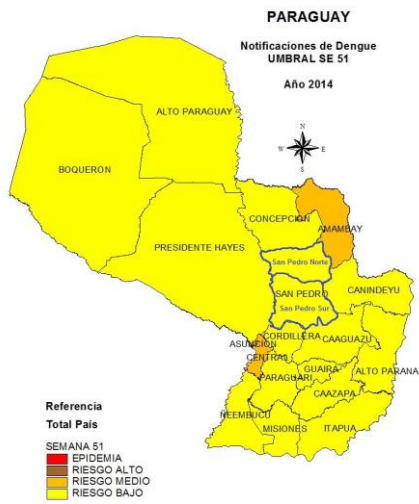 PARAGUAY
Notificaciones de Dengue
UMBRAL SE 51
Año 2014
N
W E
S
ALTO PARAGUAY
BOQUERON
CONCEPCION
AMAMBAY
PRESIDENTE HAYES
San Pedro Norte
CANINDEYU
SAN PEDRO
San Pedro Sur
CORDILLERA
ASUNCION
CAAGUAZU
CENTRAL
GUAIRA
ALTO PARANA
PARAGUARI
CAAZAPA
ÑEEMBUCU
MISIONES
ITAPUA
Referencia
Total País
SEMANA 51
EPIDEMIA
RIESGO ALTO
RIESGO MEDIO
RIESGO BAJO